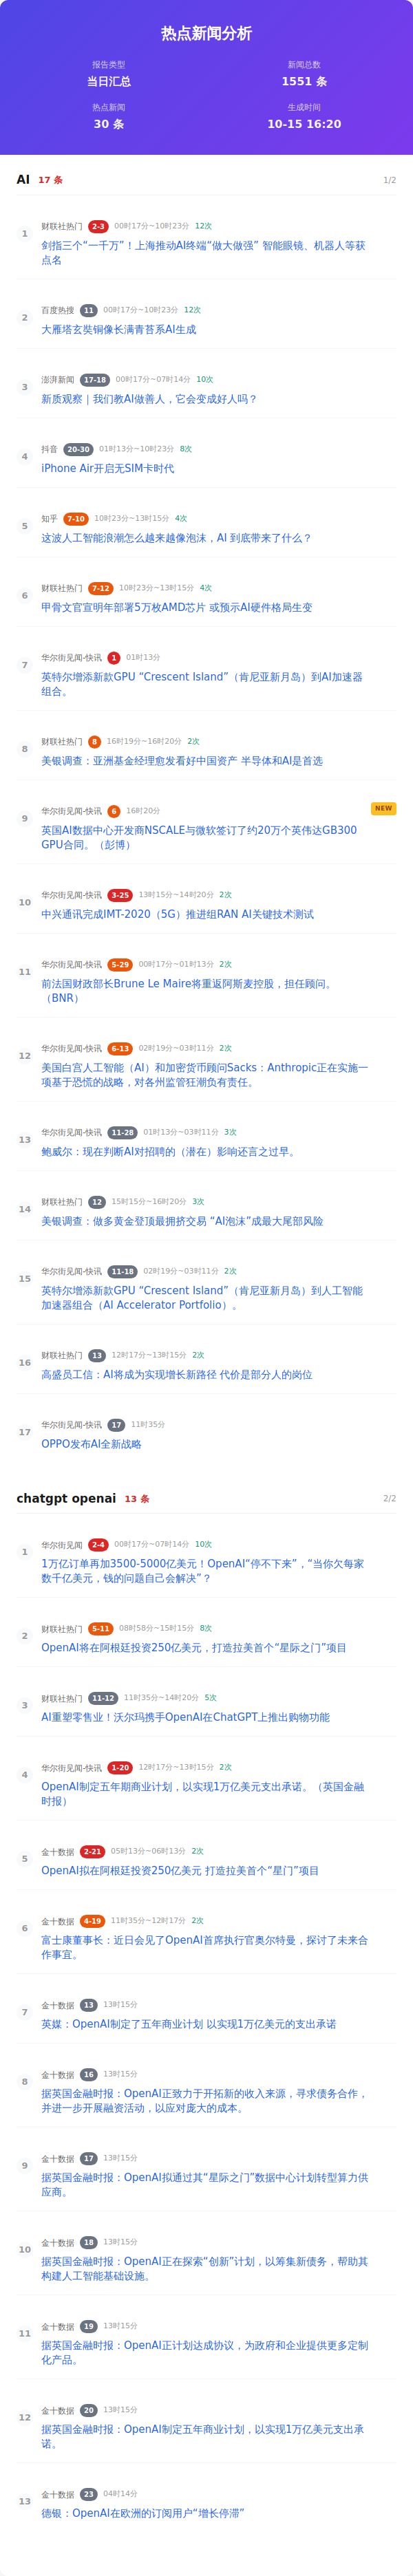 热点新闻分析
报告类型
新闻总数
当日汇总
1551 条
热点新闻
生成时间
30 条
10-15 16:20
AI 17 条 1/2
1
财联社热门 2-3 00时17分~10时23分 12次
剑指三个“一千万”！上海推动AI终端“做大做强” 智能眼镜、机器人等获
点名
2
百度热搜 11 00时17分~10时23分 12次
大雁塔玄奘铜像长满青苔系AI生成
3
澎湃新闻 17-18 00时17分~07时14分 10次
新质观察｜我们教AI做善人，它会变成好人吗？
4
抖音 20-30 01时13分~10时23分 8次
iPhone Air开启无SIM卡时代
5
知乎 7-10 10时23分~13时15分 4次
这波人工智能浪潮怎么越来越像泡沫，AI 到底带来了什么？
6
财联社热门 7-12 10时23分~13时15分 4次
甲骨文官宣明年部署5万枚AMD芯片 或预示AI硬件格局生变
7
华尔街见闻-快讯 1 01时13分
英特尔增添新款GPU “Crescent Island”（肯尼亚新月岛）到AI加速器
组合。
8
财联社热门 8 16时19分~16时20分 2次
美银调查：亚洲基金经理愈发看好中国资产 半导体和AI是首选
9
华尔街见闻-快讯 6 16时20分 NEW
英国AI数据中心开发商NSCALE与微软签订了约20万个英伟达GB300
GPU合同。（彭博）
10
华尔街见闻-快讯 3-25 13时15分~14时20分 2次
中兴通讯完成IMT-2020（5G）推进组RAN AI关键技术测试
11
华尔街见闻-快讯 5-29 00时17分~01时13分 2次
前法国财政部长Brune Le Maire将重返阿斯麦控股，担任顾问。
（BNR）
12
华尔街见闻-快讯 6-13 02时19分~03时11分 2次
美国白宫人工智能（AI）和加密货币顾问Sacks：Anthropic正在实施一
项基于恐慌的战略，对各州监管狂潮负有责任。
13
华尔街见闻-快讯 11-28 01时13分~03时11分 3次
鲍威尔：现在判断AI对招聘的（潜在）影响还言之过早。
14
财联社热门 12 15时15分~16时20分 3次
美银调查：做多黄金登顶最拥挤交易 “AI泡沫”成最大尾部风险
15
华尔街见闻-快讯 11-18 02时19分~03时11分 2次
英特尔增添新款GPU “Crescent Island”（肯尼亚新月岛）到人工智能
加速器组合（AI Accelerator Portfolio）。
16
财联社热门 13 12时17分~13时15分 2次
高盛员工信：AI将成为实现增长新路径 代价是部分人的岗位
17
华尔街见闻-快讯 17 11时35分
OPPO发布AI全新战略
chatgpt openai 13 条 2/2
1
华尔街见闻 2-4 00时17分~07时14分 10次
1万亿订单再加3500-5000亿美元！OpenAI“停不下来”，“当你欠每家
数千亿美元，钱的问题自己会解决”？
2
财联社热门 5-11 08时58分~15时15分 8次
OpenAI将在阿根廷投资250亿美元，打造拉美首个“星际之门”项目
3
财联社热门 11-12 11时35分~14时20分 5次
AI重塑零售业！沃尔玛携手OpenAI在ChatGPT上推出购物功能
4
华尔街见闻-快讯 1-20 12时17分~13时15分 2次
OpenAI制定五年期商业计划，以实现1万亿美元支出承诺。（英国金融
时报）
5
金十数据 2-21 05时13分~06时13分 2次
OpenAI拟在阿根廷投资250亿美元 打造拉美首个“星门”项目
6
金十数据 4-19 11时35分~12时17分 2次
富士康董事长：近日会见了OpenAI首席执行官奥尔特曼，探讨了未来合
作事宜。
7
金十数据 13 13时15分
英媒：OpenAI制定了五年商业计划 以实现1万亿美元的支出承诺
8
金十数据 16 13时15分
据英国金融时报：OpenAI正致力于开拓新的收入来源，寻求债务合作，
并进一步开展融资活动，以应对庞大的成本。
9
金十数据 17 13时15分
据英国金融时报：OpenAI拟通过其“星际之门”数据中心计划转型算力供
应商。
10
金十数据 18 13时15分
据英国金融时报：OpenAI正在探索“创新”计划，以筹集新债务，帮助其
构建人工智能基础设施。
11
金十数据 19 13时15分
据英国金融时报：OpenAI正计划达成协议，为政府和企业提供更多定制
化产品。
12
金十数据 20 13时15分
据英国金融时报：OpenAI制定五年商业计划，以实现1万亿美元支出承
诺。
13
金十数据 23 04时14分
德银：OpenAI在欧洲的订阅用户“增长停滞”